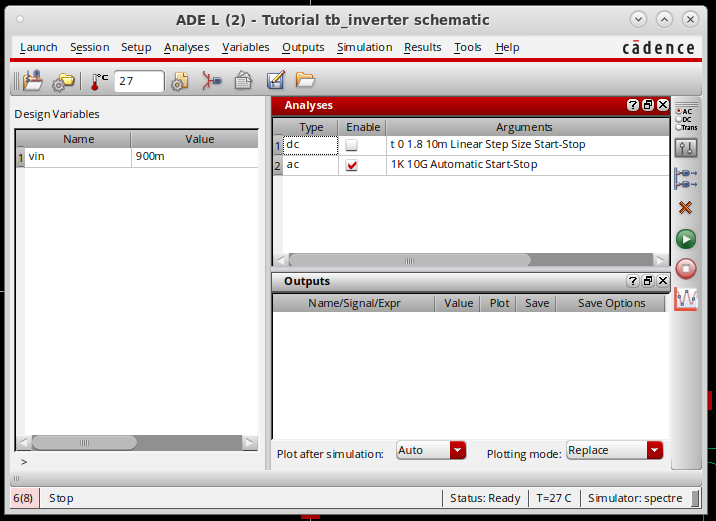 ADE L (2) - Tutorial tb_inverter schematic
Launch Session Setup Analyses Variables Outputs Simulation Results Tools Help cādence
°C 27
Design Variables
Name Value
1 vin 900m
>
Analyses
Type Enable Arguments
1 dc t 0 1.8 10m Linear Step Size Start-Stop
2 ac 1K 10G Automatic Start-Stop
Outputs
Name/Signal/Expr Value Plot Save Save Options
Plot after simulation: Auto Plotting mode: Replace
AC
DC
Trans
6(8) Stop Status: Ready T=27 C Simulator: spectre